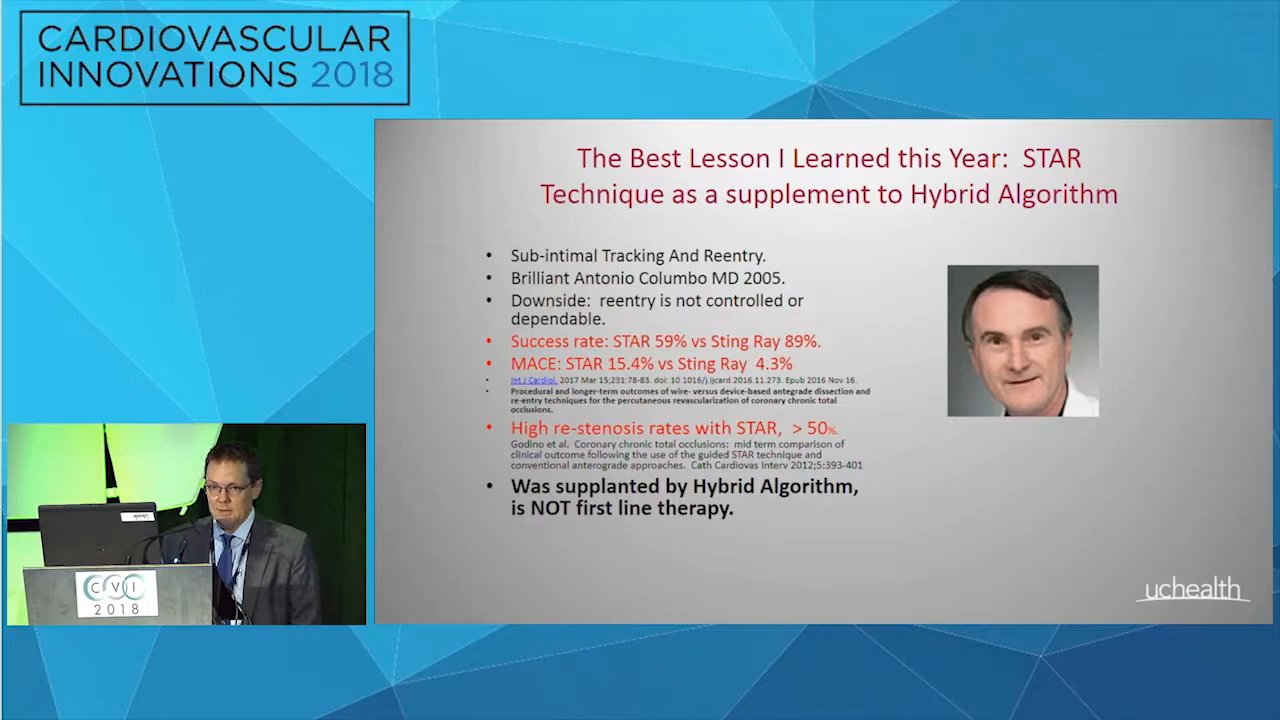 CARDIOVASCULAR
INNOVATIONS 2018
The Best Lesson I Learned this Year: STAR
Technique as a supplement to Hybrid Algorithm
• Sub-intimal Tracking And Reentry.
• Brilliant Antonio Columbo MD 2005.
• Downside: reentry is not controlled or
dependable.
• Success rate: STAR 59% vs Sting Ray 89%.
• MACE: STAR 15.4% vs Sting Ray 4.3%
• Int J Cardiol. 2017 Mar 15;231:78-83. doi: 10.1016/j.ijcard.2016.11.273. Epub 2016 Nov 16.
• Procedural and longer-term outcomes of wire- versus device-based antegrade dissection and
re-entry techniques for the percutaneous revascularization of coronary chronic total
occlusions.
• High re-stenosis rates with STAR, > 50%.
Godino et al. Coronary chronic total occlusions: mid term comparison of
clinical outcome following the use of the guided STAR technique and
conventional anterograde approaches. Cath Cardiovas Interv 2012;5:393-401
• Was supplanted by Hybrid Algorithm,
is NOT first line therapy.
uchealth
CVI
2018